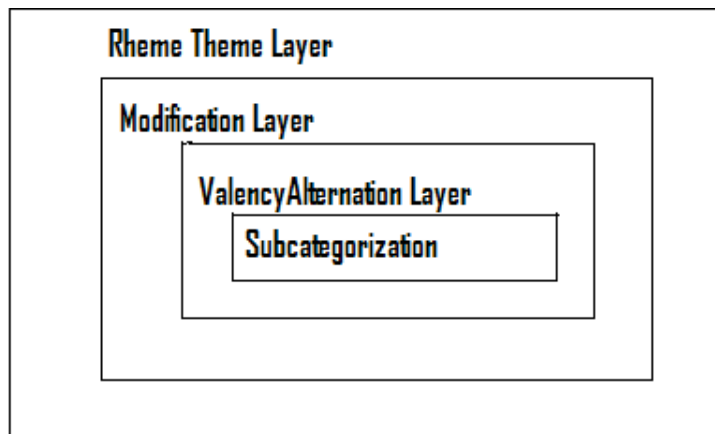 Rheme Theme Layer
Modification Layer
ValencyAlternation Layer
Subcategorization